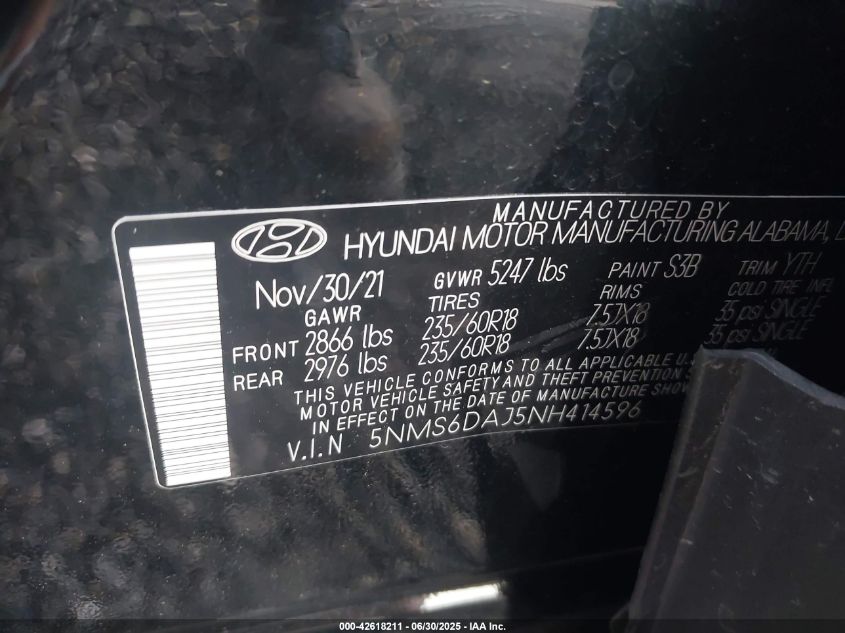 MANUFACTURED BY
HYUNDAI MOTOR MANUFACTURING ALABAMA, L
Nov/30/21 GVWR 5247 lbs PAINT S3B TRIM YTH
GAWR TIRES RIMS COLD TIRE INFL
FRONT 2866 lbs 235/60R18 7.5JX18 35 psi SINGLE
REAR 2976 lbs 235/60R18 7.5JX18 35 psi SINGLE
THIS VEHICLE CONFORMS TO ALL APPLICABLE U.
MOTOR VEHICLE SAFETY AND THEFT PREVENTION
IN EFFECT ON THE DATE OF MANUFACTURE SHOW
V.I.N 5NMS6DAJ5NH414596
000-42618211 - 06/30/2025 - IAA Inc.